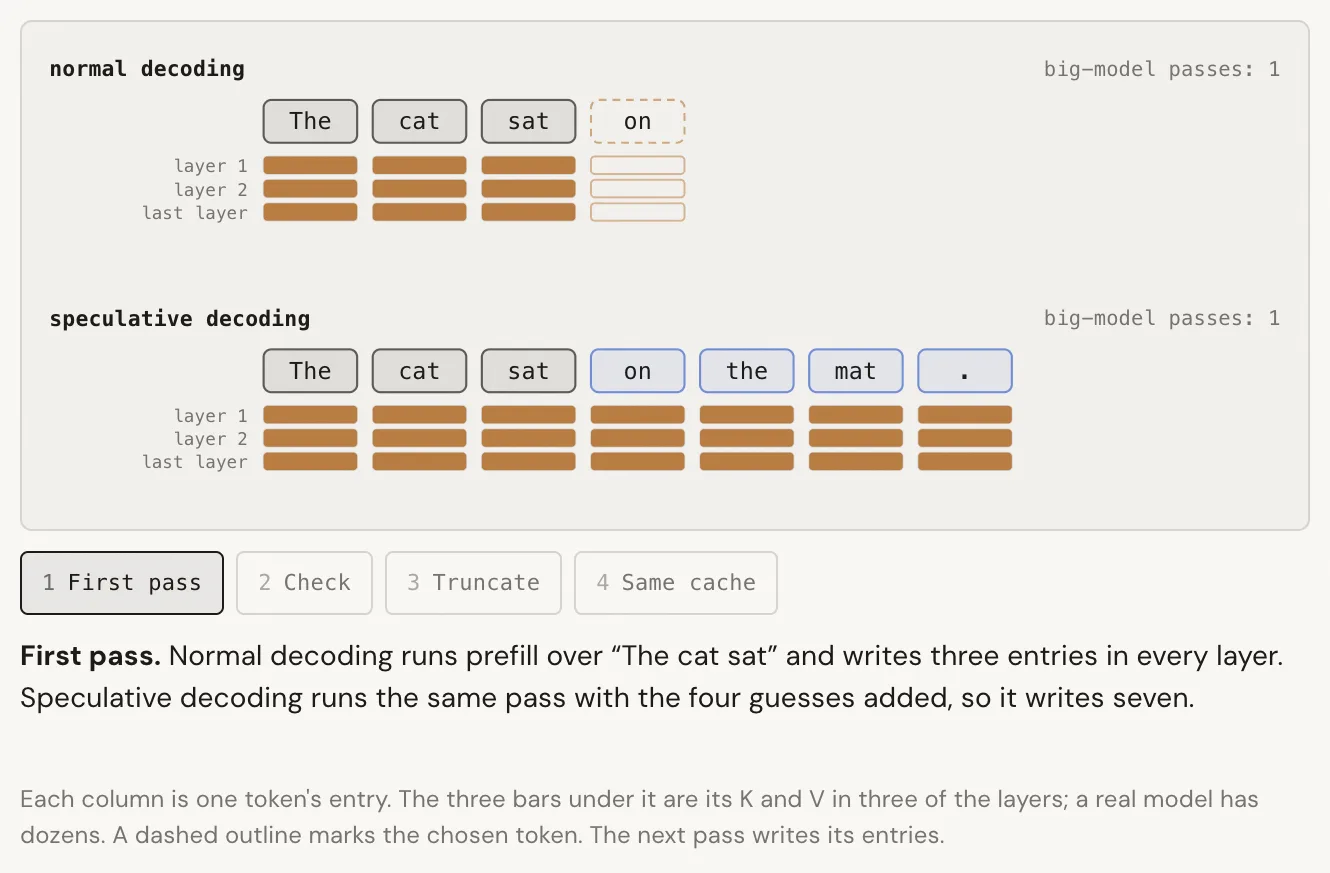 normal decoding
big-model passes: 1
The cat sat on
layer 1
layer 2
last layer
speculative decoding
big-model passes: 1
The cat sat on the mat .
layer 1
layer 2
last layer
1 First pass 2 Check 3 Truncate 4 Same cache
First pass. Normal decoding runs prefill over “The cat sat” and writes three entries in every layer.
Speculative decoding runs the same pass with the four guesses added, so it writes seven.
Each column is one token's entry. The three bars under it are its K and V in three of the layers; a real model has
dozens. A dashed outline marks the chosen token. The next pass writes its entries.